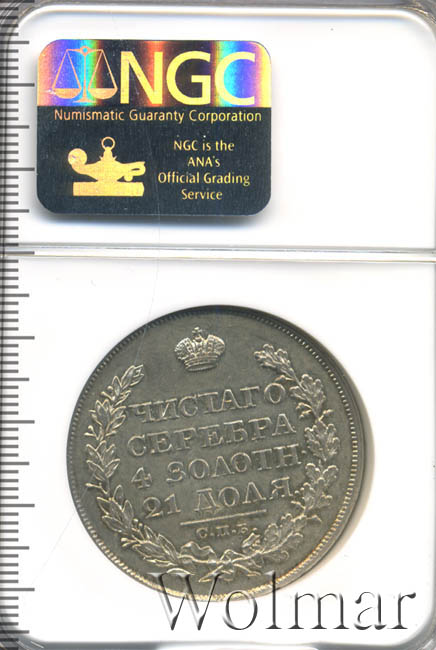 NGC
Numismatic Guaranty Corporation
NGC is the
ANA's
Official Grading
Service
ЧИСТАГО
СЕРЕБРА
4 ЗОЛОТН.
21 ДОЛЯ
С.П.Б.
Wolmar